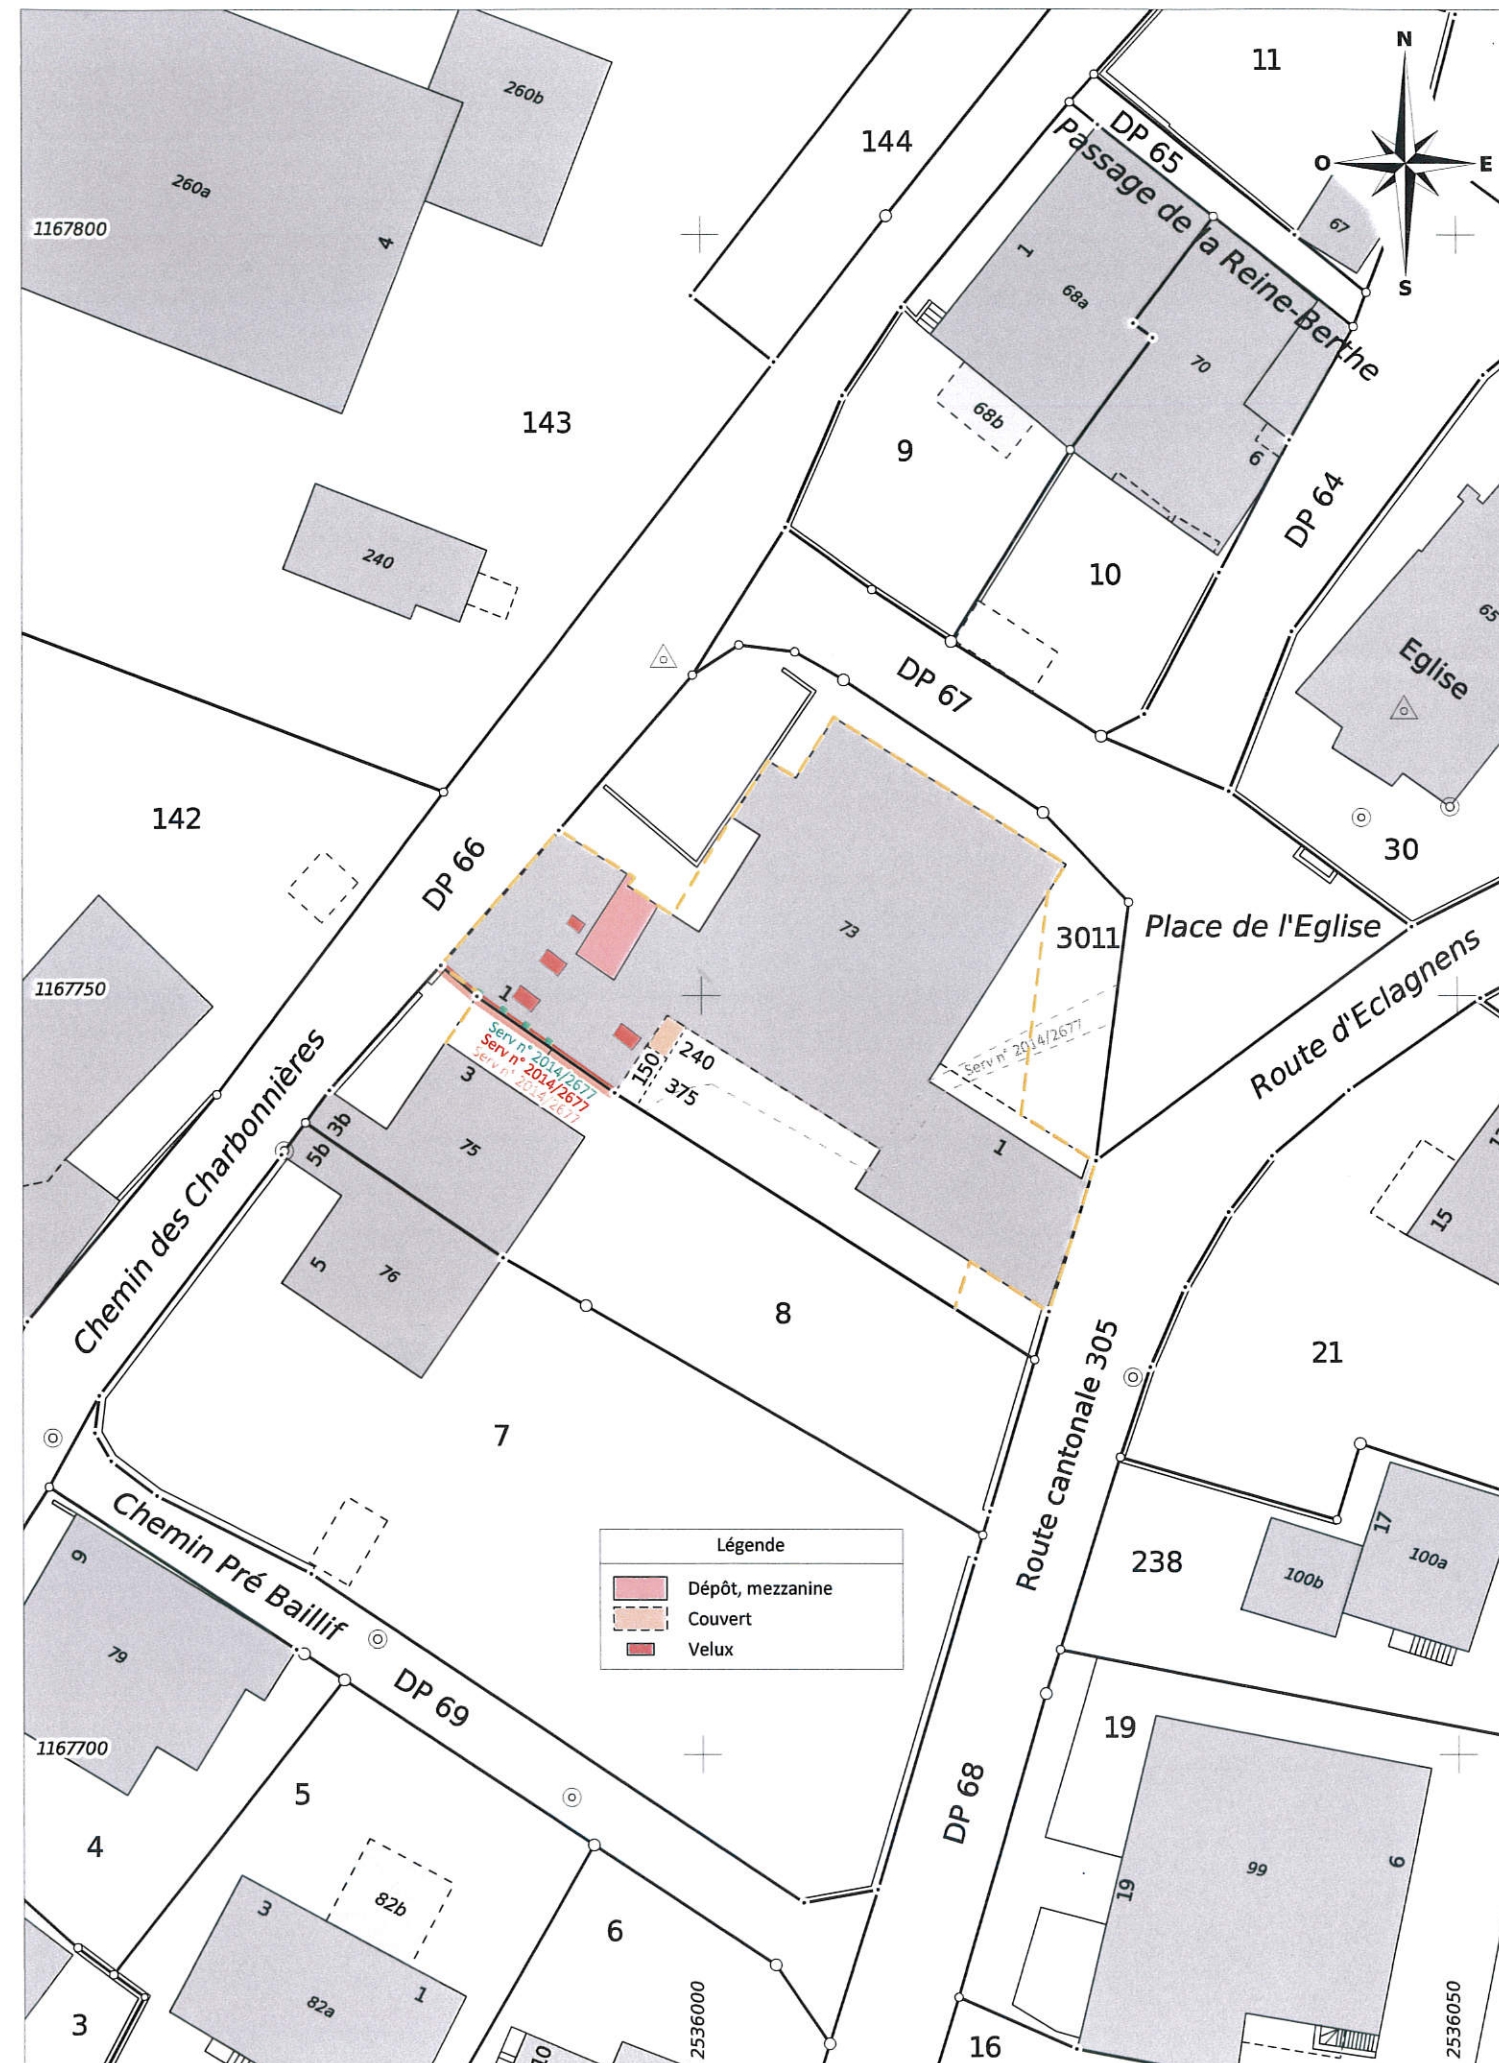 11
N
260b
DP 65
144
O
E
Passage de la Reine-Berthe
260a
67
1167800
4
1
68a
S
70
143
68b
9
6
DP 64
240
10
65
Eglise
DP 67
142
30
DP 66
73
3011
Place de l'Eglise
Route d'Eclagnens
1167750
1
Serv n° 2014/2677
Serv n° 2014/2677
Serv n° 2014/2677
Serv n° 2014/2677
240
150
375
3
Chemin des Charbonnières
3b
75
5b
1
15
5
76
8
21
Route cantonale 305
7
Chemin Pré Baillif
Légende
Dépôt, mezzanine
Couvert
Velux
17
100a
238
100b
9
79
DP 69
19
1167700
5
DP 68
4
82b
99
6
19
3
6
1
82a
3
2536000
2536050
10
16